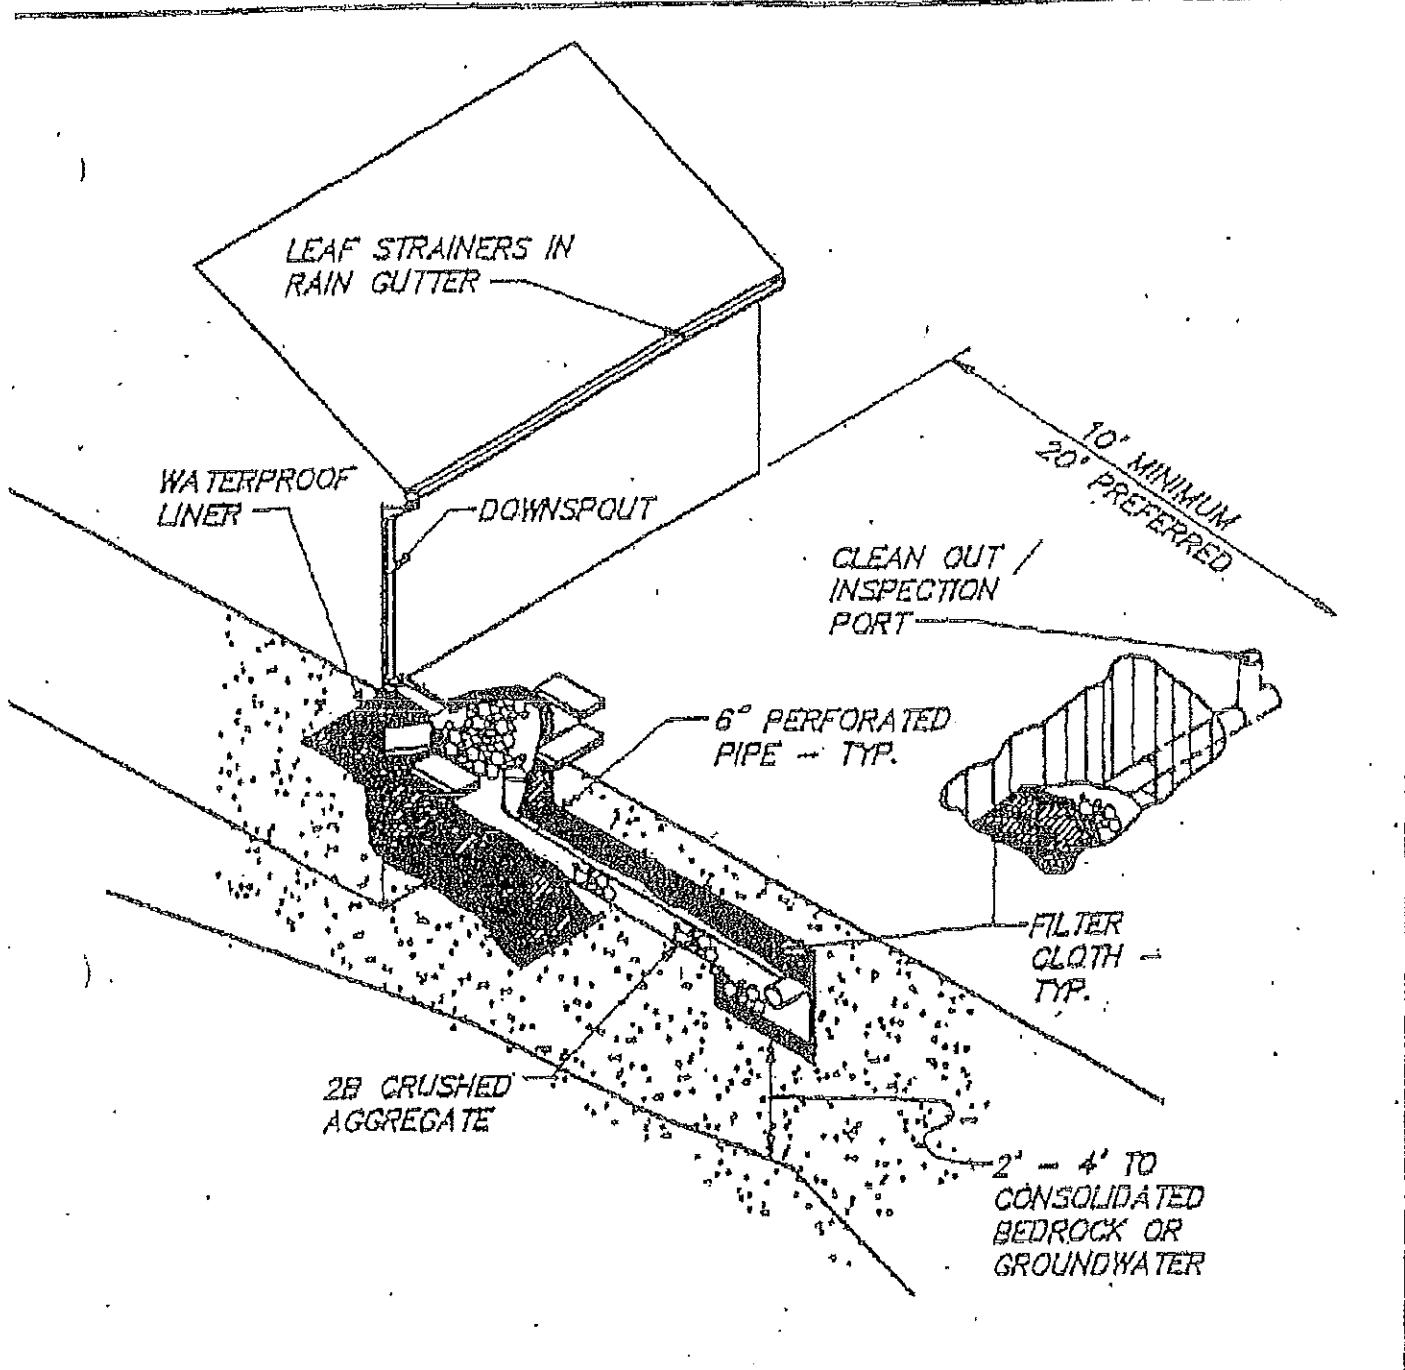 LEAF STRAINERS IN
RAIN GUTTER
WATERPROOF
LINER
DOWNSPOUT
10' MINIMUM
20' PREFERRED
CLEAN OUT
INSPECTION
PORT
6" PERFORATED
PIPE - TYP.
FILTER
CLOTH -
TYP.
2B CRUSHED
AGGREGATE
2' - 4' TO
CONSOLIDATED
BEDROCK OR
GROUNDWATER